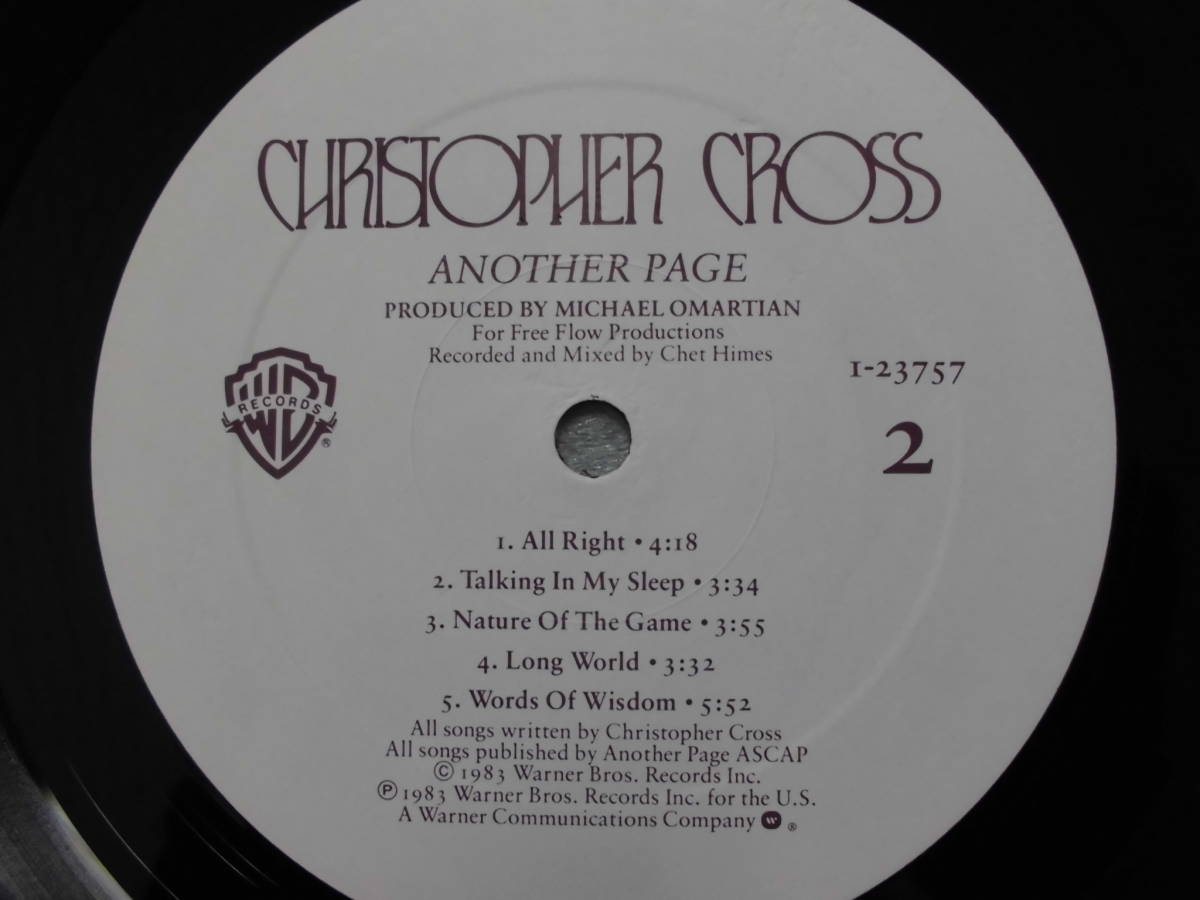 CHRISTOPHER CROSS
ANOTHER PAGE
PRODUCED BY MICHAEL OMARTIAN
For Free Flow Productions
Recorded and Mixed by Chet Himes
WB
RECORDS
®
1-23757
2
1. All Right • 4:18
2. Talking In My Sleep • 3:34
3. Nature Of The Game • 3:55
4. Long World • 3:32
5. Words Of Wisdom • 5:52
All songs written by Christopher Cross
All songs published by Another Page ASCAP
© 1983 Warner Bros. Records Inc.
℗ 1983 Warner Bros. Records Inc. for the U.S.
A Warner Communications Company W ®